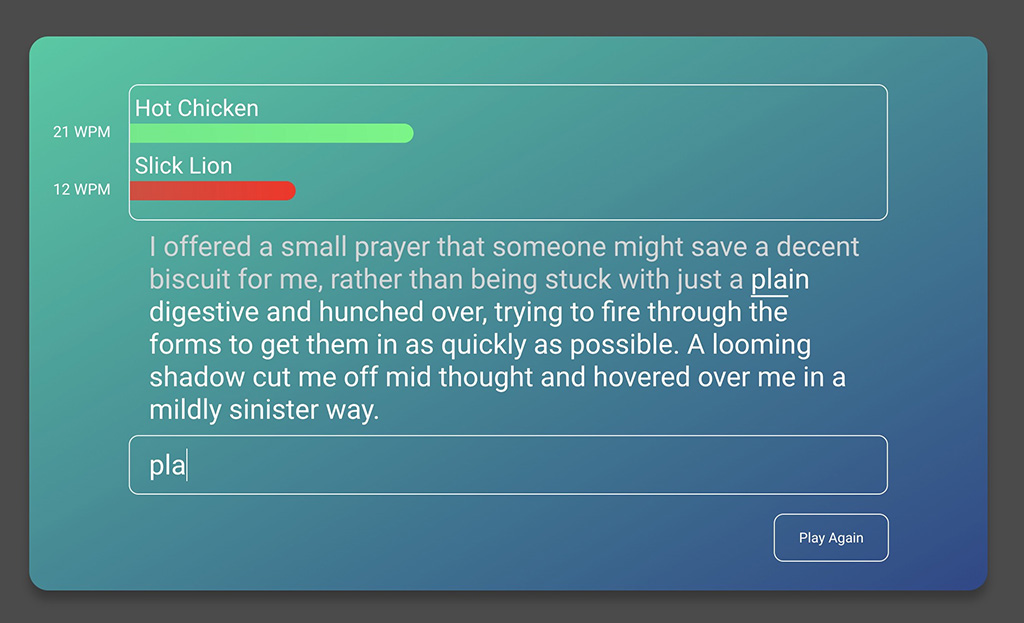 Hot Chicken
21 WPM
Slick Lion
12 WPM
I offered a small prayer that someone might save a decent
biscuit for me, rather than being stuck with just a plain
digestive and hunched over, trying to fire through the
forms to get them in as quickly as possible. A looming
shadow cut me off mid thought and hovered over me in a
mildly sinister way.
pla
Play Again